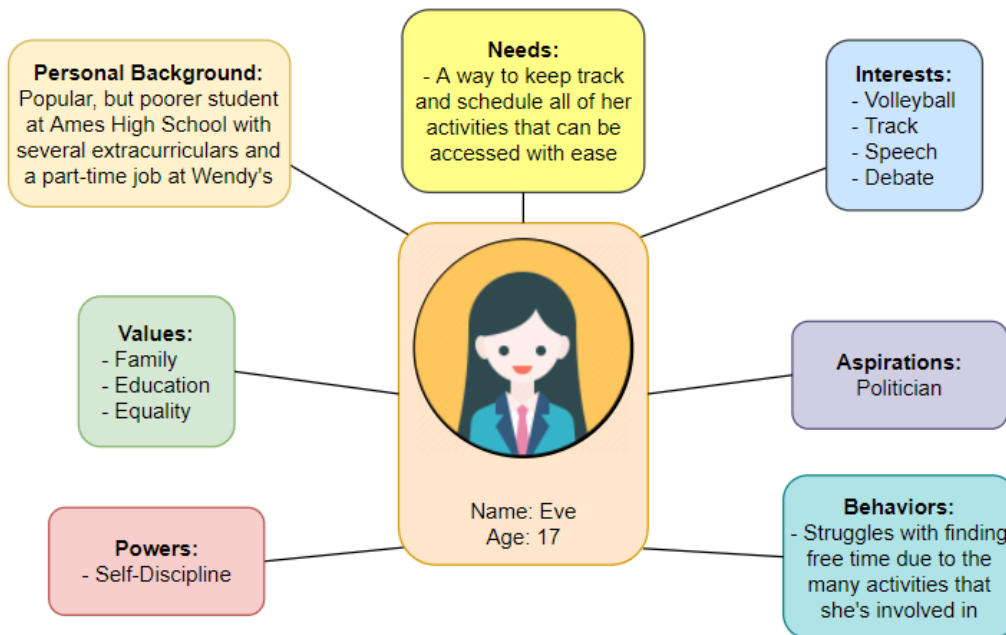 Personal Background:
Popular, but poorer student
at Ames High School with
several extracurriculars and
a part-time job at Wendy's
Needs:
- A way to keep track
and schedule all of her
activities that can be
accessed with ease
Interests:
- Volleyball
- Track
- Speech
- Debate
Values:
- Family
- Education
- Equality
Name: Eve
Age: 17
Aspirations:
Politician
Powers:
- Self-Discipline
Behaviors:
- Struggles with finding
free time due to the
many activities that
she's involved in